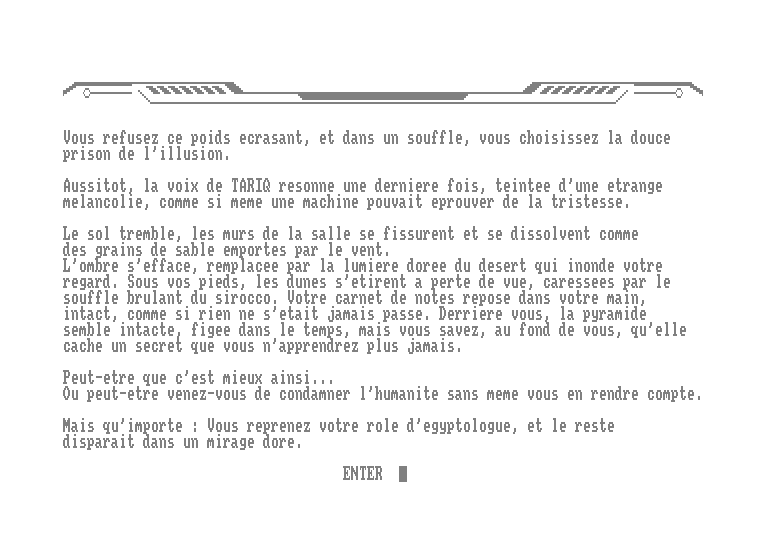 Vous refusez ce poids ecrasant, et dans un souffle, vous choisissez la douce
prison de l'illusion.
Aussitot, la voix de TARIQ resonne une derniere fois, teintee d'une etrange
melancolie, comme si meme une machine pouvait eprouver de la tristesse.
Le sol tremble, les murs de la salle se fissurent et se dissolvent comme
des grains de sable emportes par le vent.
L'ombre s'efface, remplacee par la lumiere doree du desert qui inonde votre
regard. Sous vos pieds, les dunes s'etirent a perte de vue, caressees par le
souffle brulant du sirocco. Votre carnet de notes repose dans votre main,
intact, comme si rien ne s'etait jamais passe. Derriere vous, la pyramide
semble intacte, figee dans le temps, mais vous savez, au fond de vous, qu'elle
cache un secret que vous n'apprendrez plus jamais.
Peut-etre que c'est mieux ainsi...
Ou peut-etre venez-vous de condamner l'humanite sans meme vous en rendre compte.
Mais qu'importe : Vous reprenez votre role d'egyptologue, et le reste
disparait dans un mirage dore.
ENTER